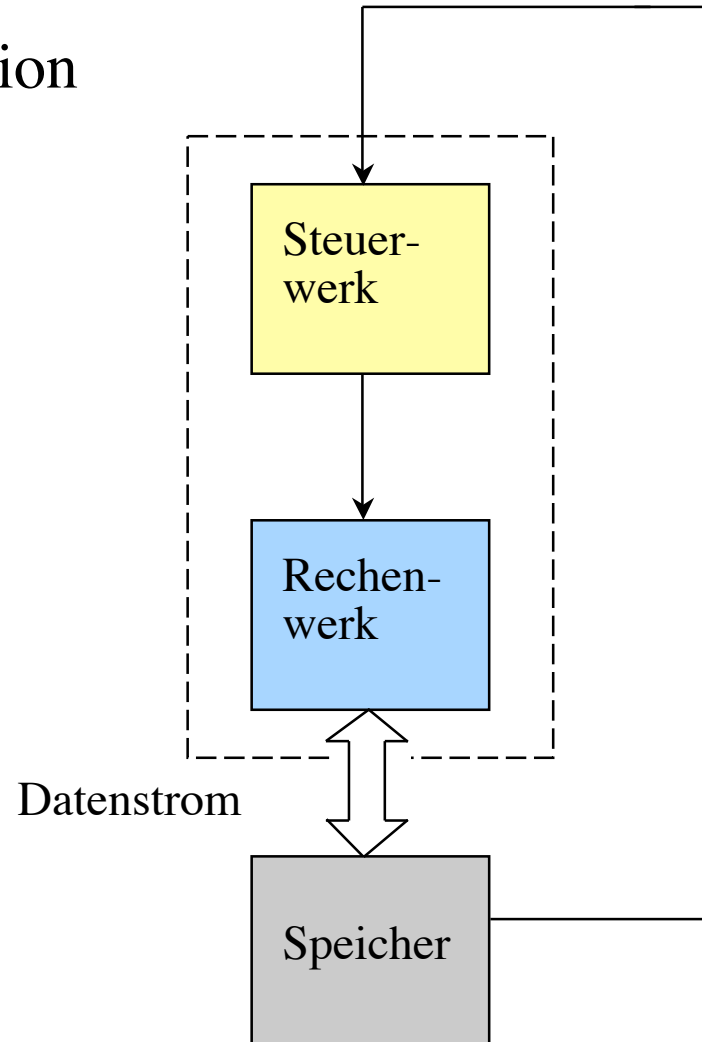 ion
Steuer-
werk
Rechen-
werk
Datenstrom
Speicher